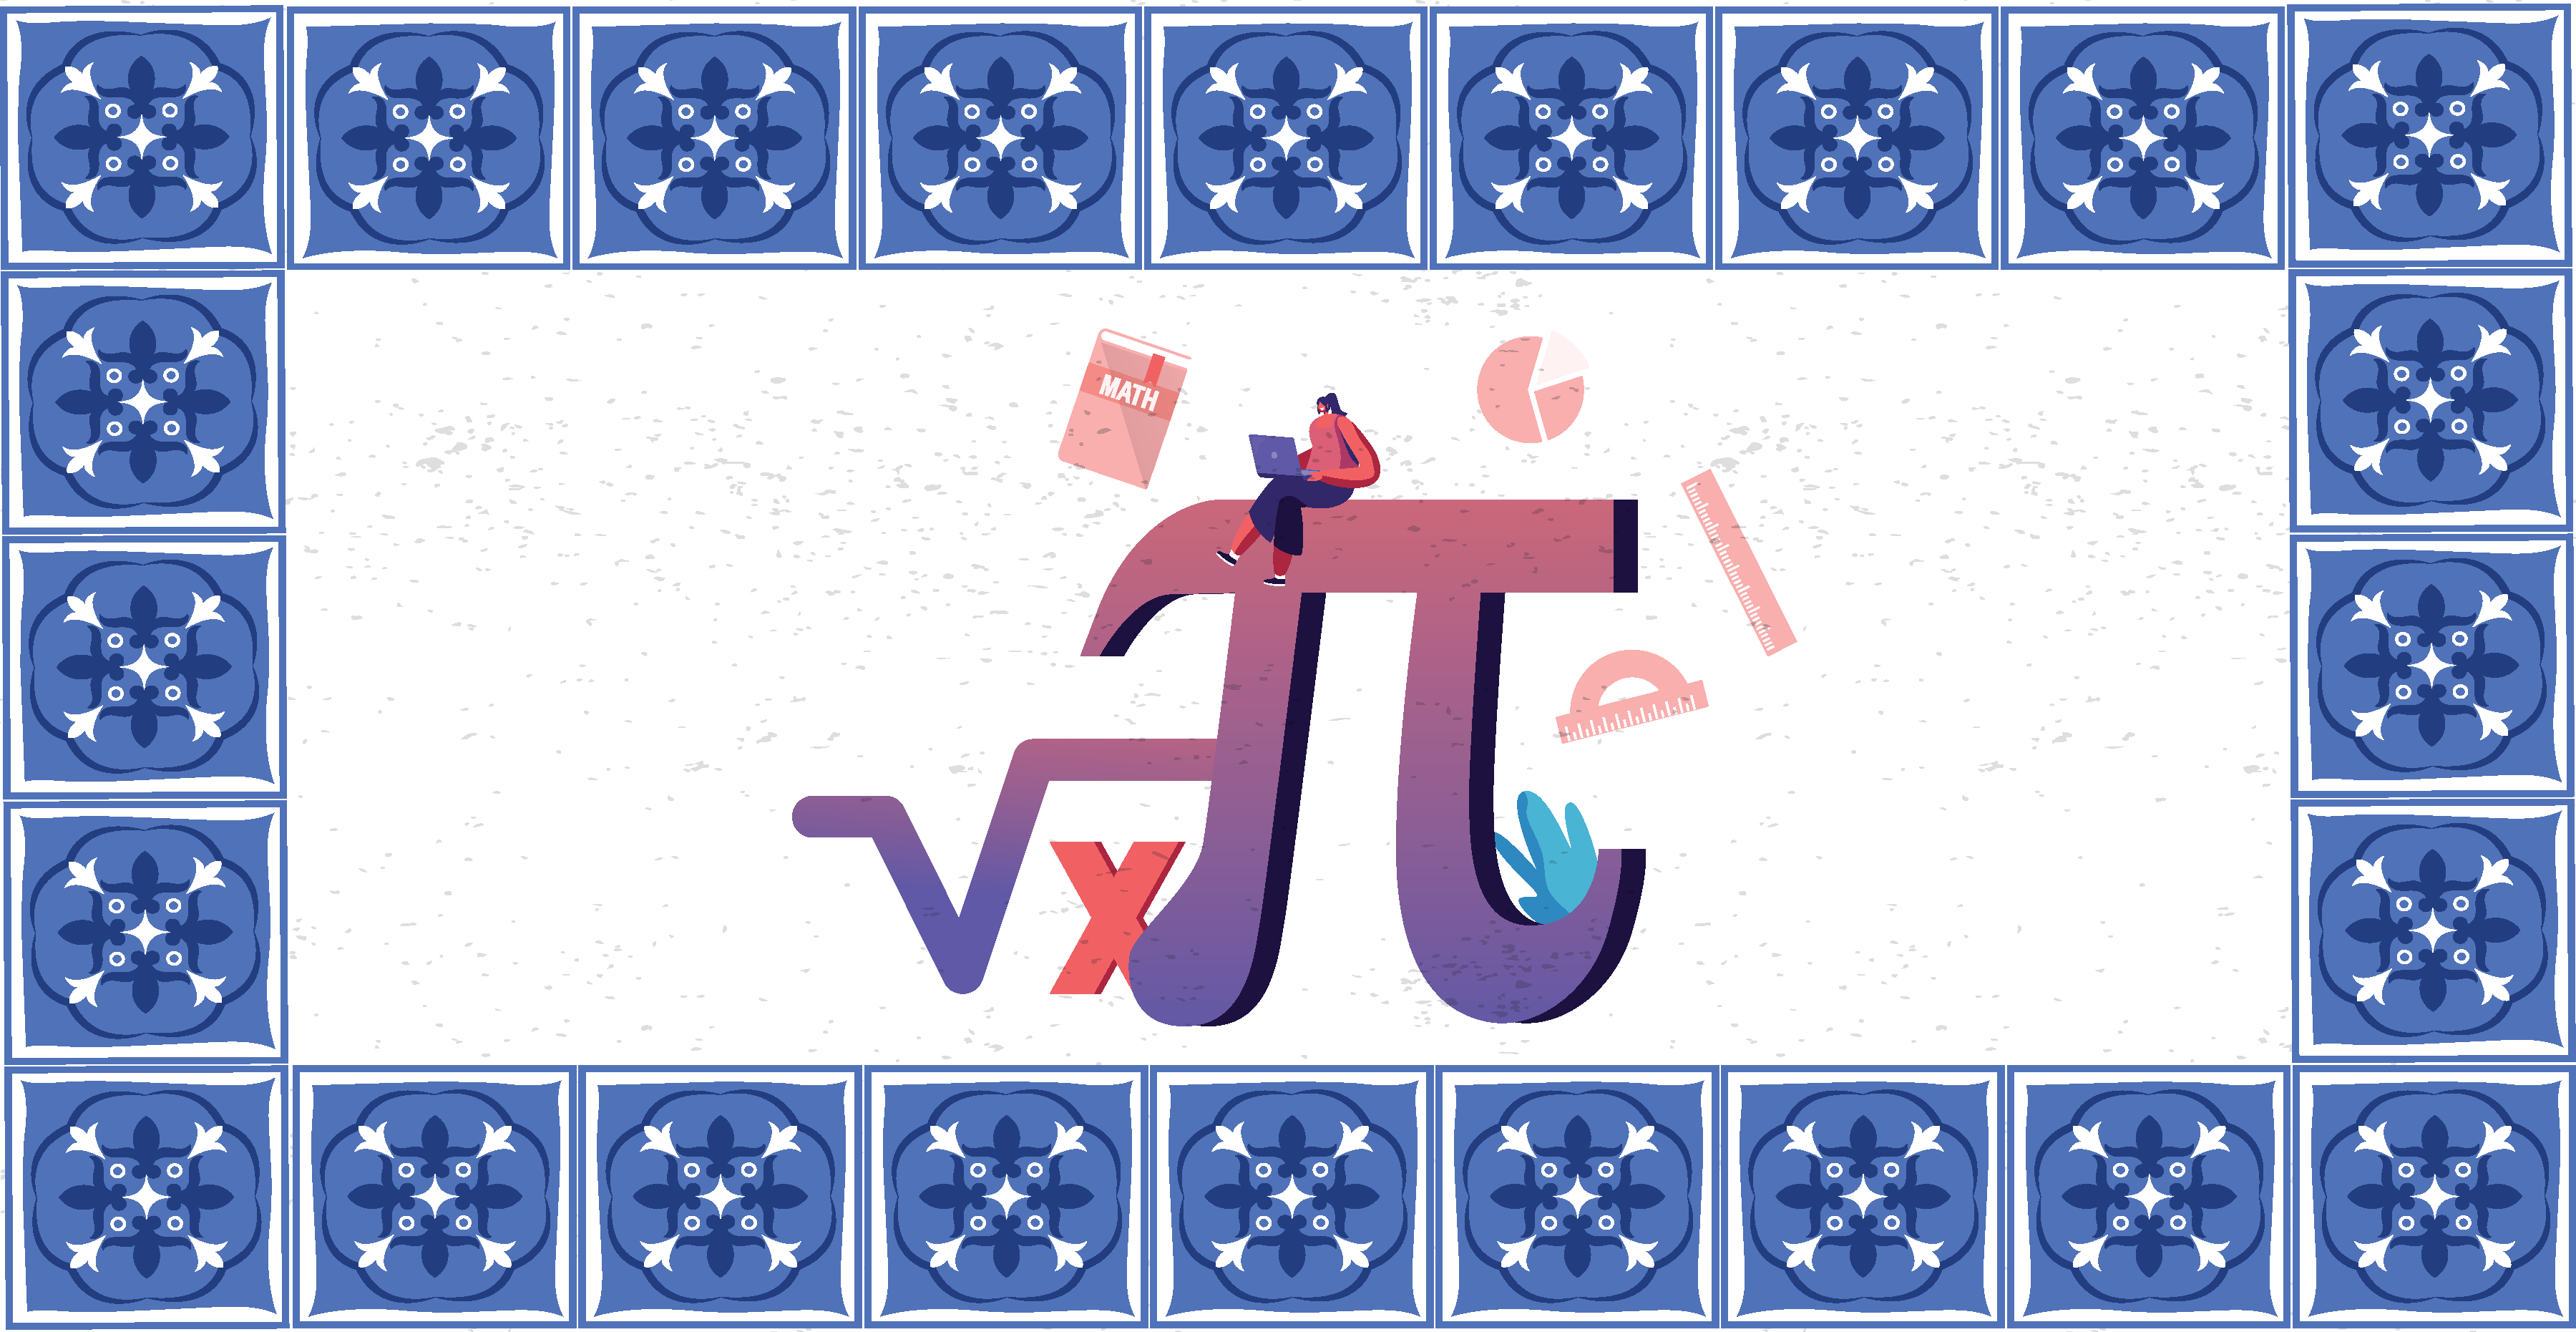 MATH
π
√x